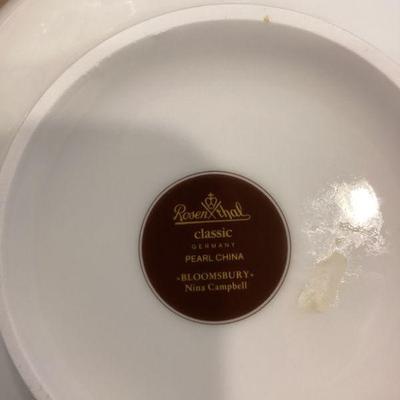 Rosenthal
classic
GERMANY
PEARL CHINA
»BLOOMSBURY«
Nina Campbell